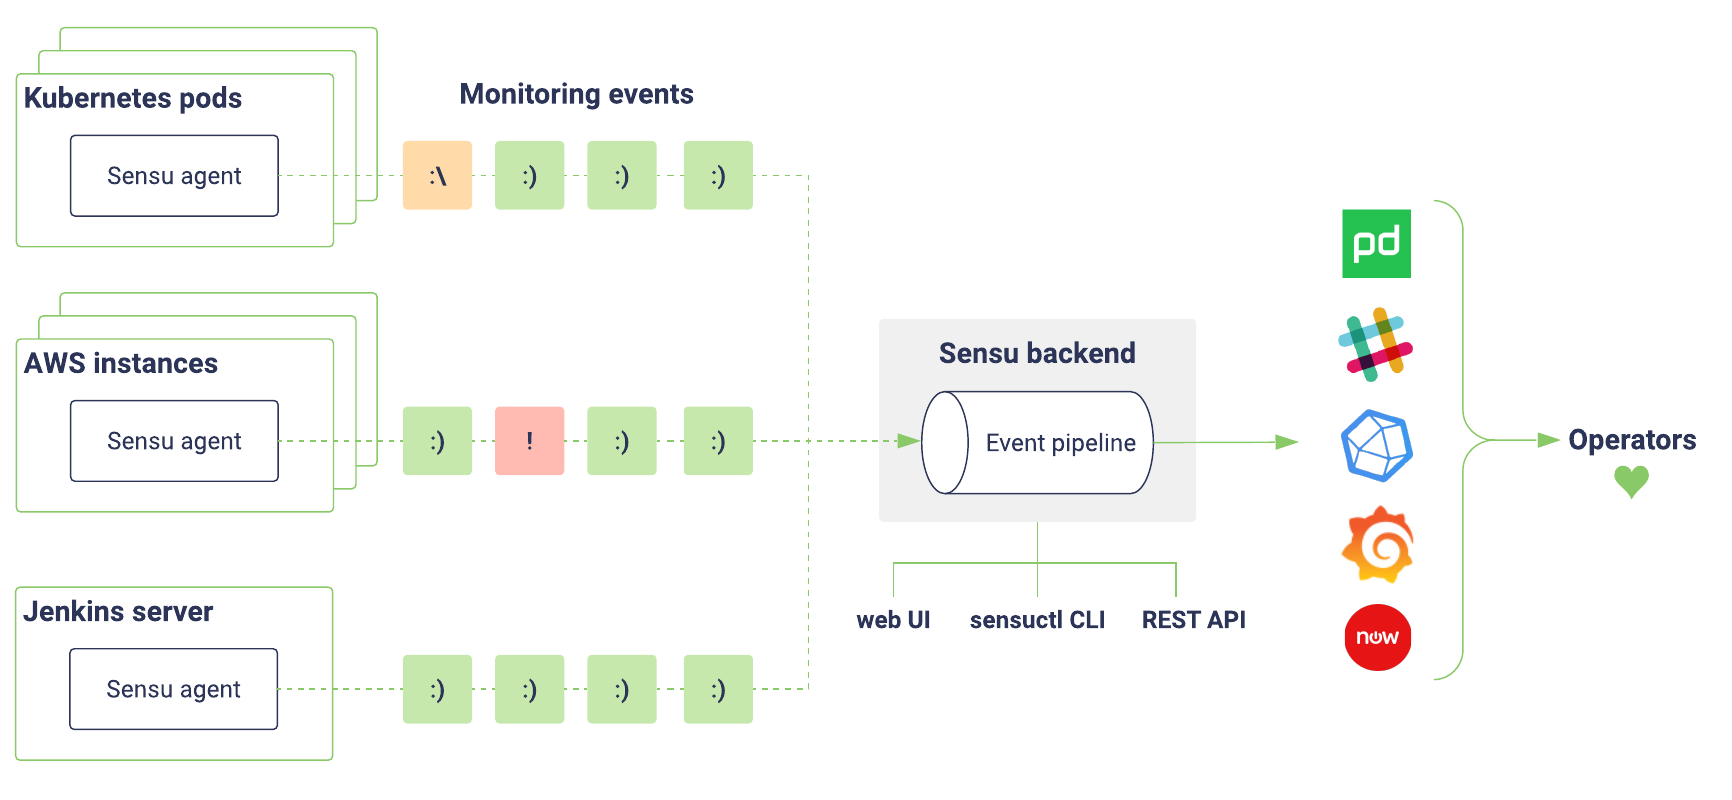 Kubernetes pods
Monitoring events
Sensu agent
:\ :) :) :)
pd
AWS instances
Sensu agent
:) ! :) :)
Sensu backend
Event pipeline
Operators
Jenkins server
web UI sensuctl CLI REST API
now
Sensu agent
:) :) :) :)